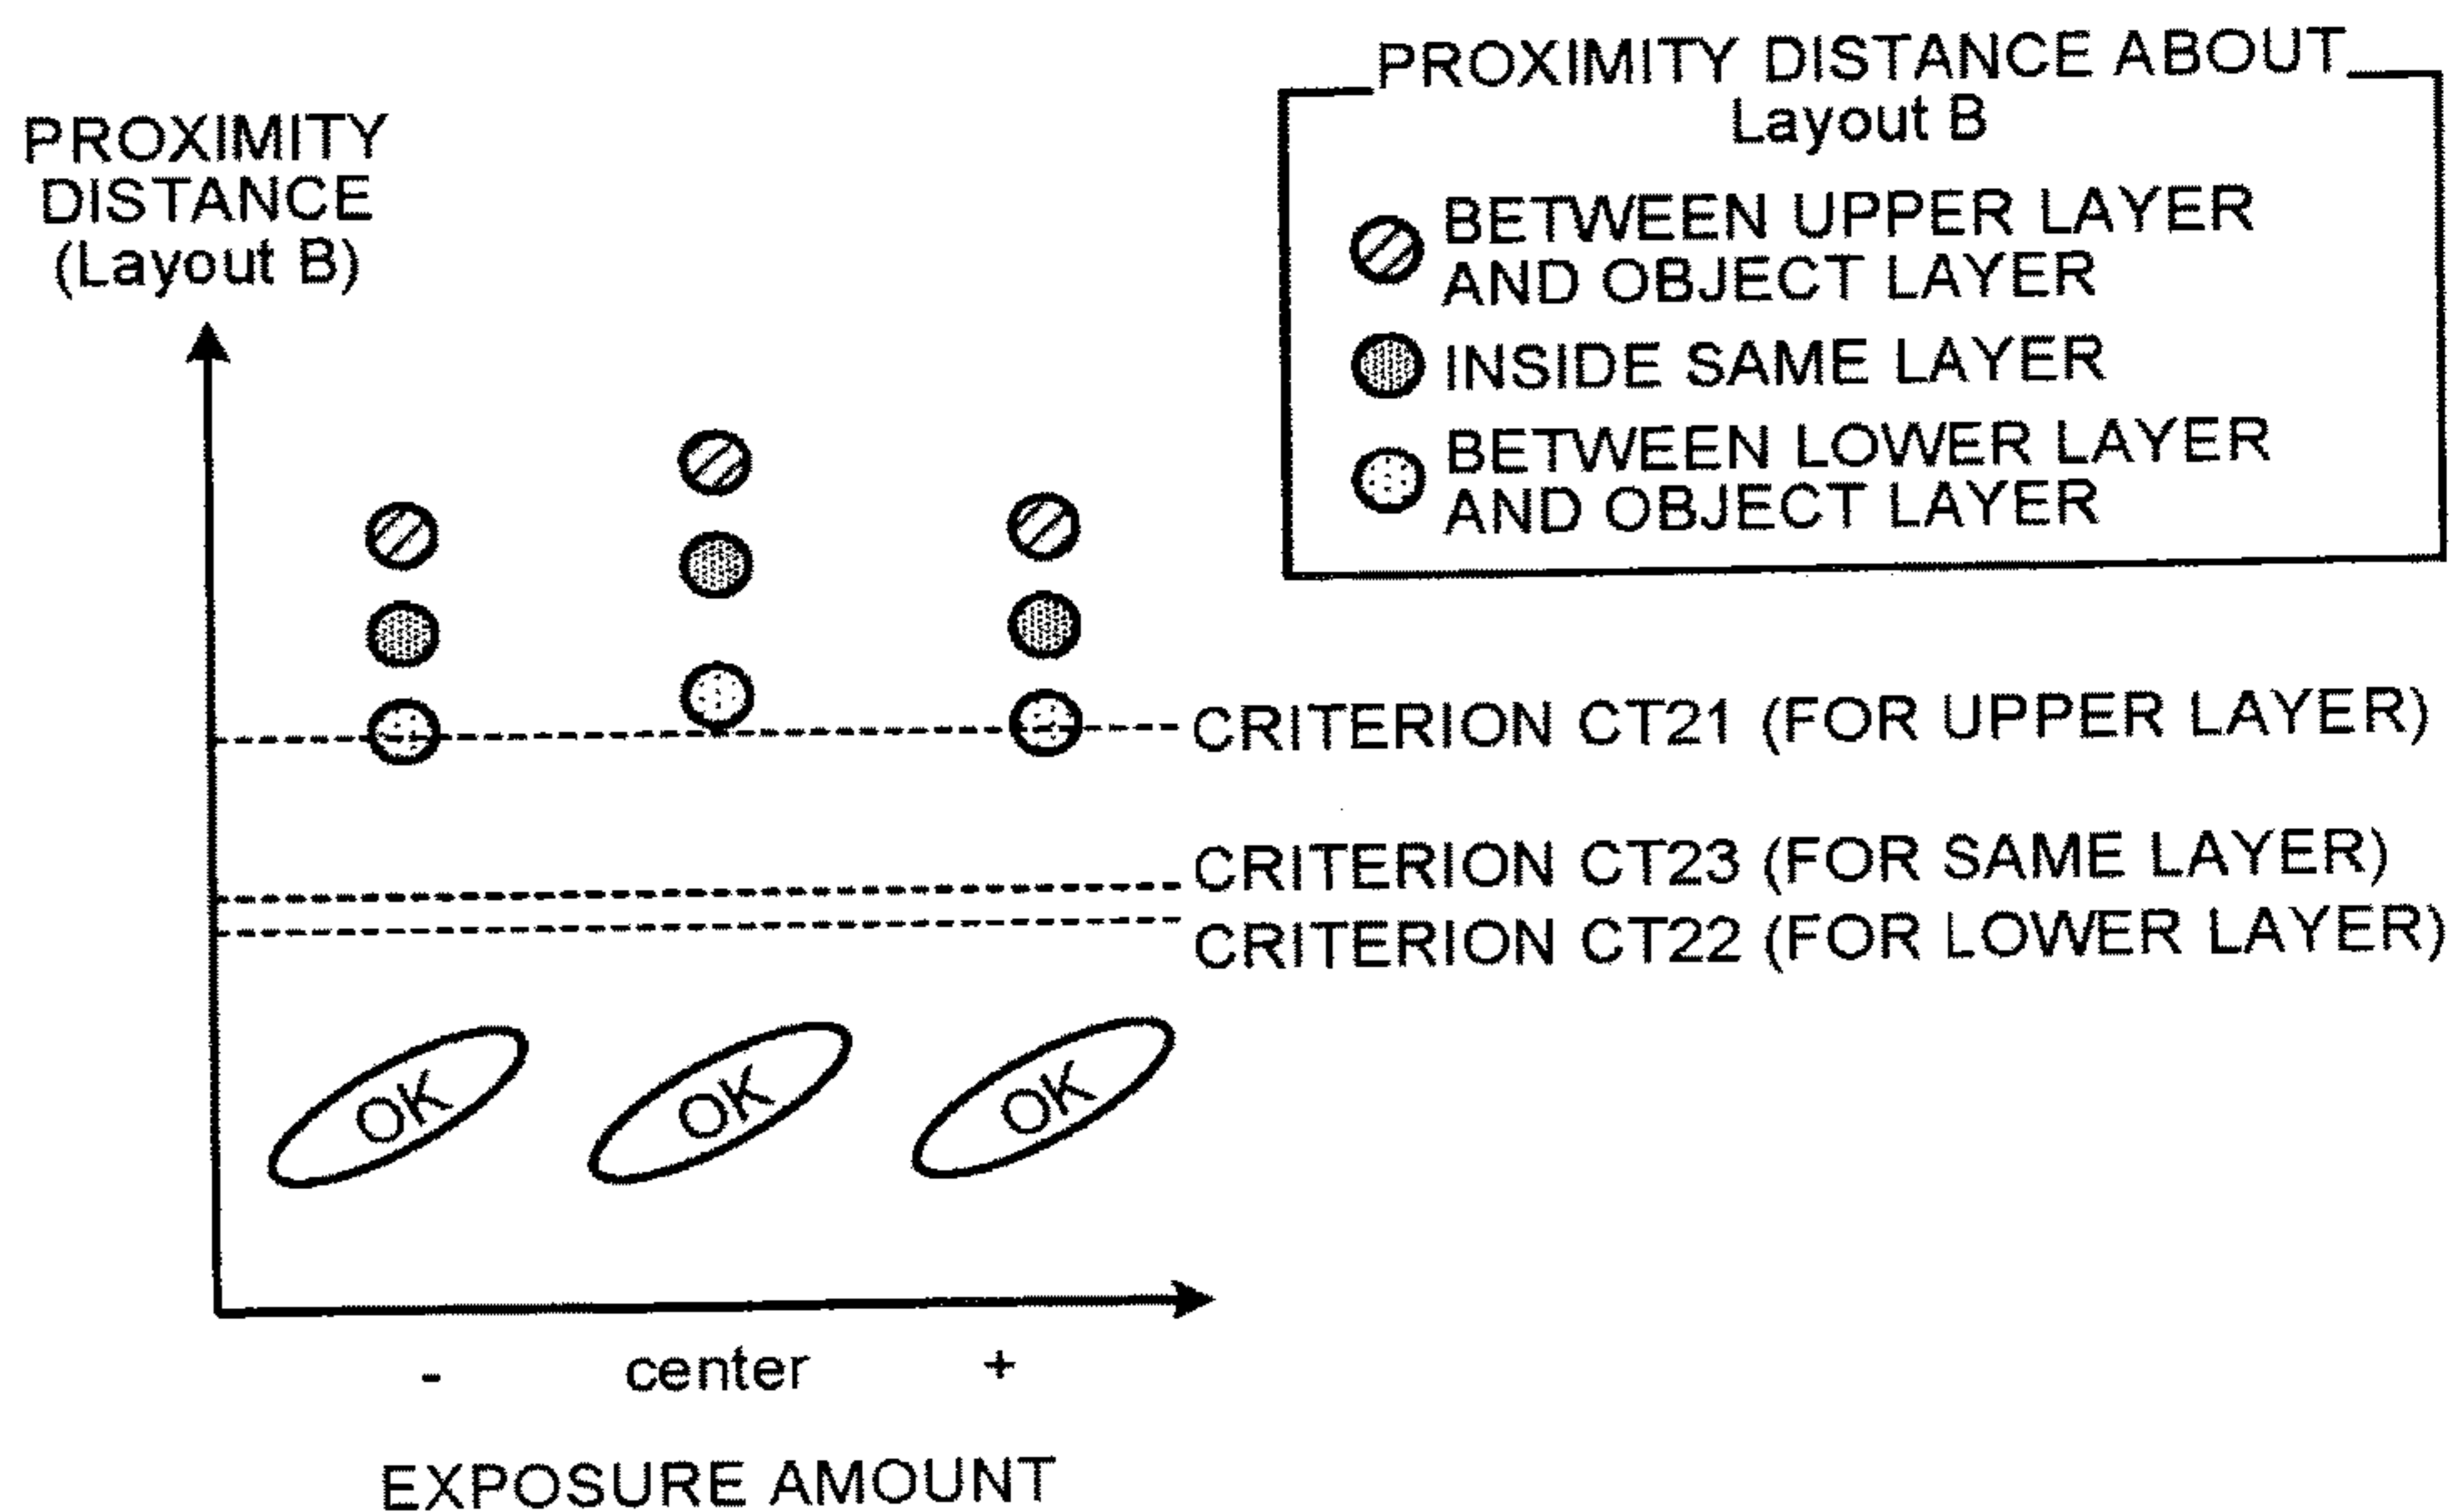 PROXIMITY
DISTANCE
(Layout B)
PROXIMITY DISTANCE ABOUT
Layout B
BETWEEN UPPER LAYER
AND OBJECT LAYER
INSIDE SAME LAYER
BETWEEN LOWER LAYER
AND OBJECT LAYER
CRITERION CT21 (FOR UPPER LAYER)
CRITERION CT23 (FOR SAME LAYER)
CRITERION CT22 (FOR LOWER LAYER)
OK
OK
OK
- center +
EXPOSURE AMOUNT